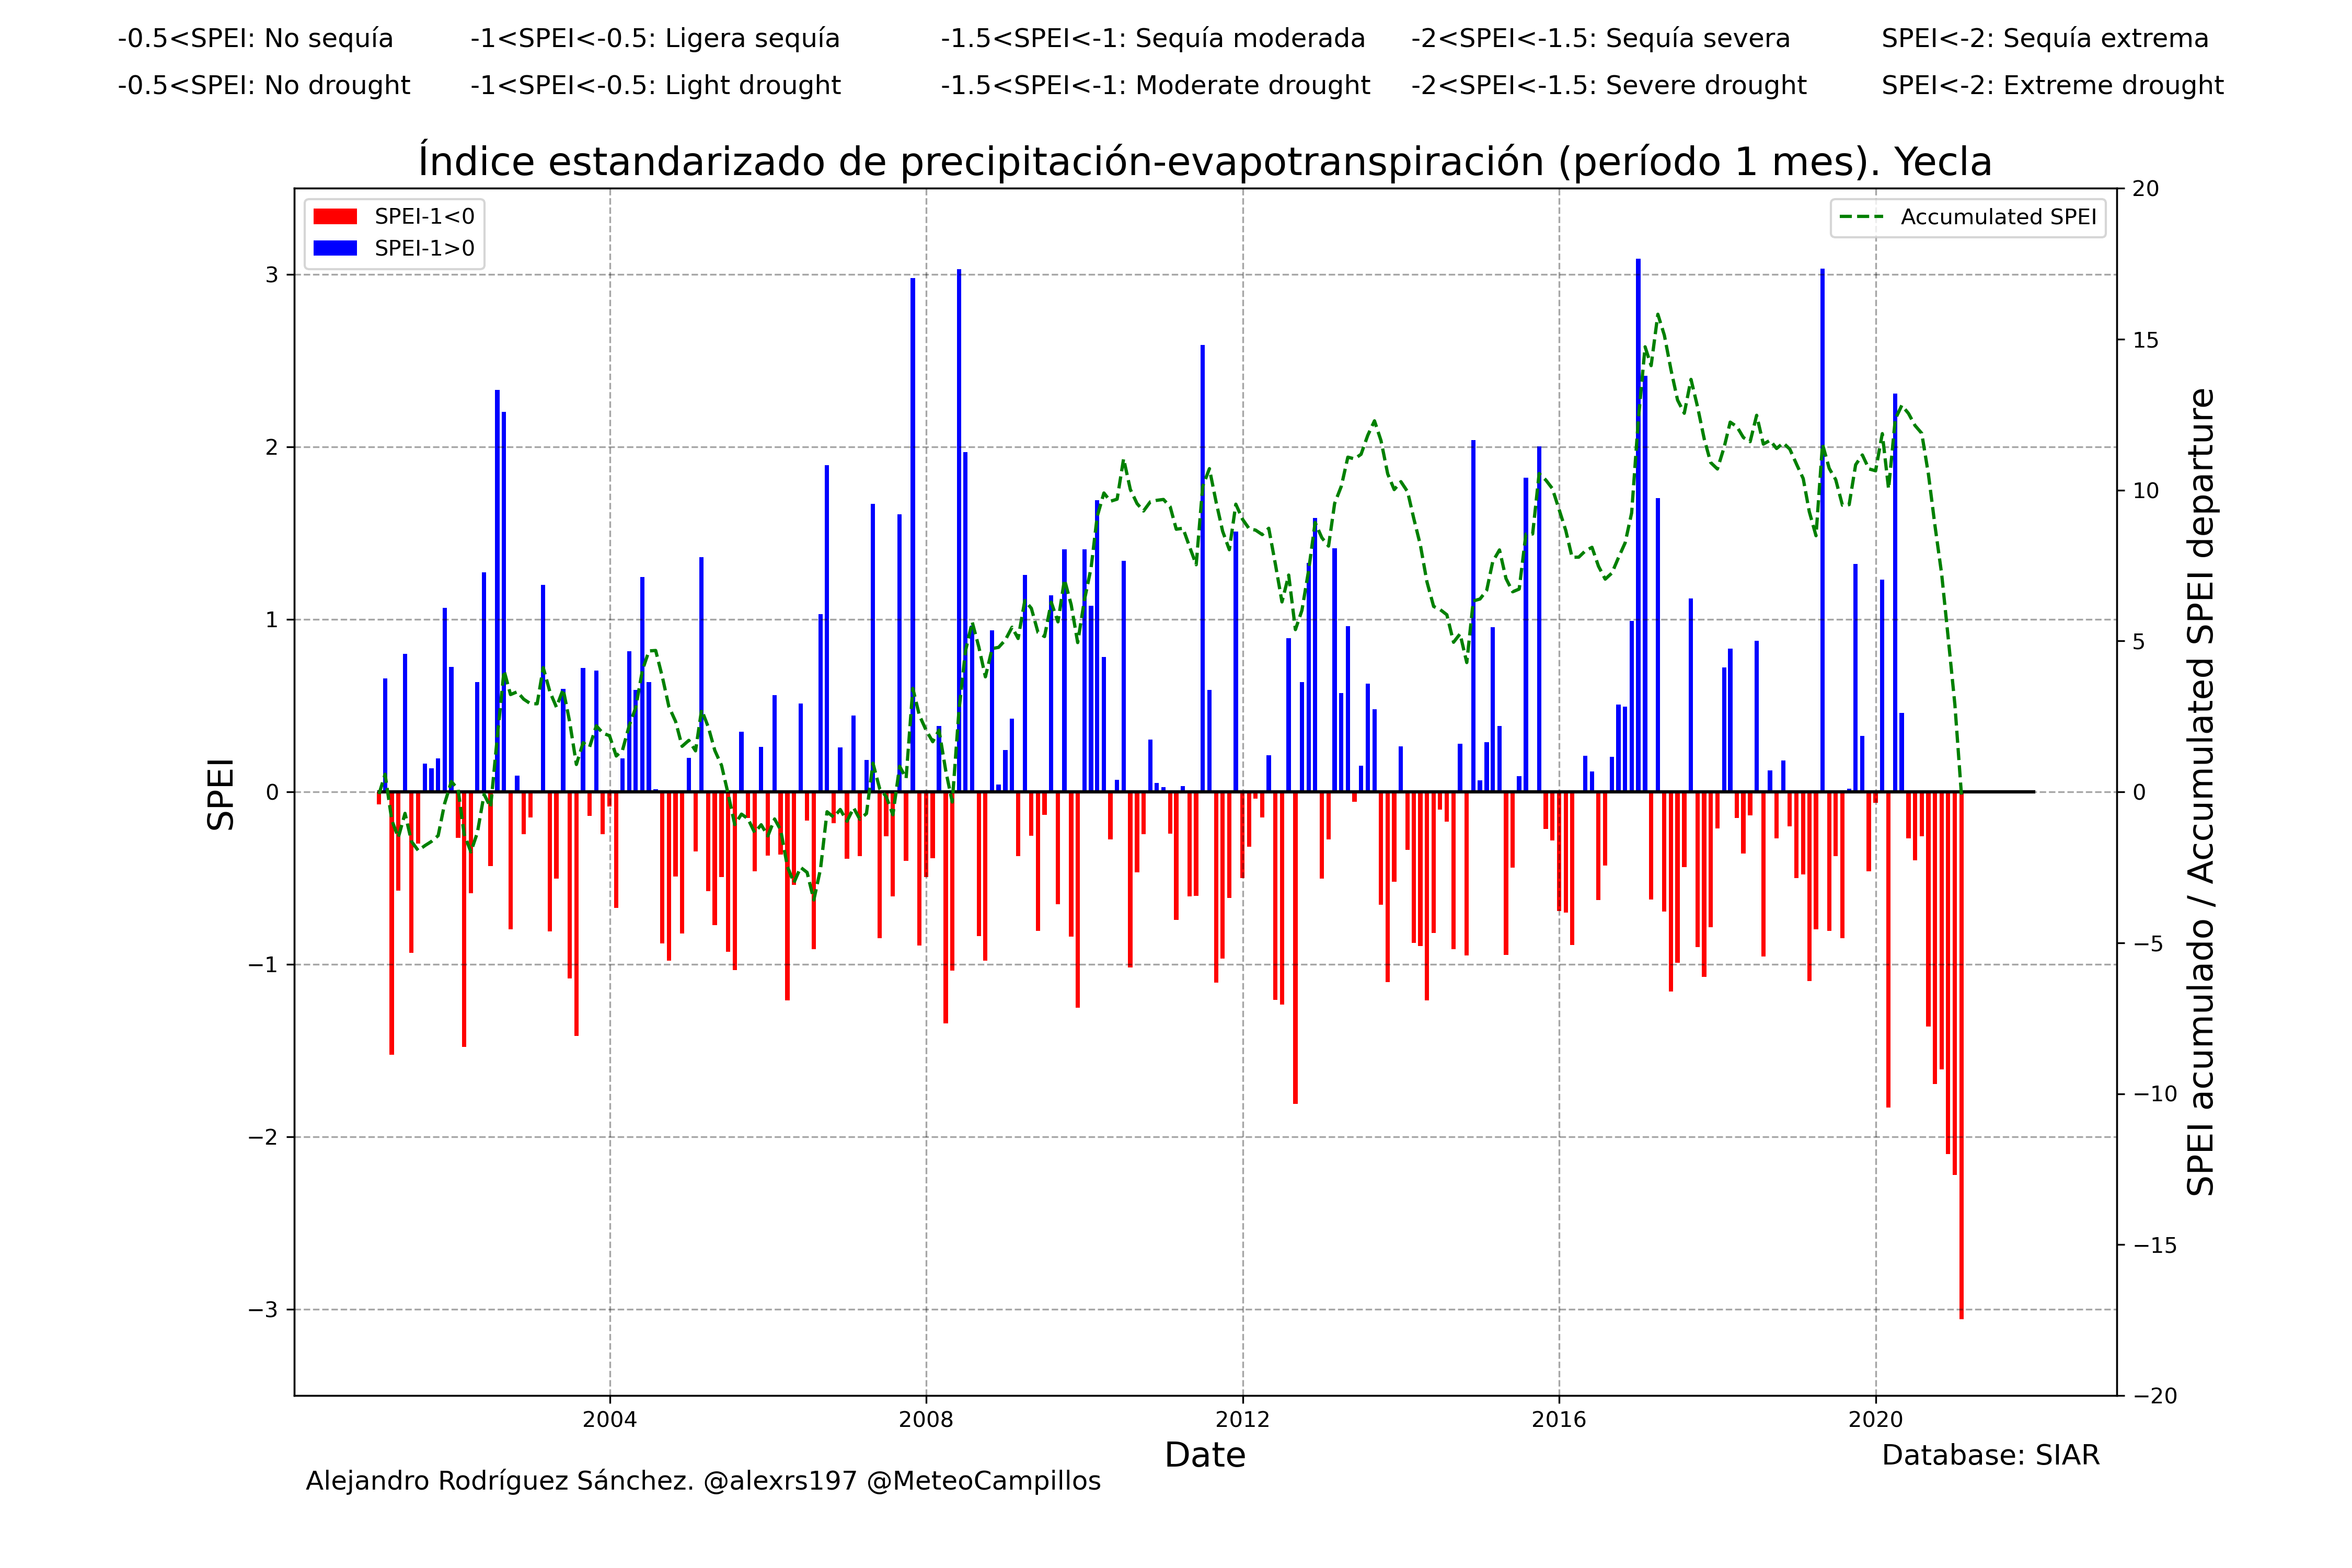 -0.5<SPEI: No sequía -1<SPEI<-0.5: Ligera sequía -1.5<SPEI<-1: Sequía moderada -2<SPEI<-1.5: Sequía severa SPEI<-2: Sequía extrema
-0.5<SPEI: No drought -1<SPEI<-0.5: Light drought -1.5<SPEI<-1: Moderate drought -2<SPEI<-1.5: Severe drought SPEI<-2: Extreme drought
Índice estandarizado de precipitación-evapotranspiración (período 1 mes). Yecla
SPEI-1<0
SPEI-1>0
Accumulated SPEI
SPEI
3
2
1
0
−1
−2
−3
20
15
10
5
0
−5
−10
−15
−20
SPEI acumulado / Accumulated SPEI departure
2004 2008 2012 2016 2020
Date
Database: SIAR
Alejandro Rodríguez Sánchez. @alexrs197 @MeteoCampillos